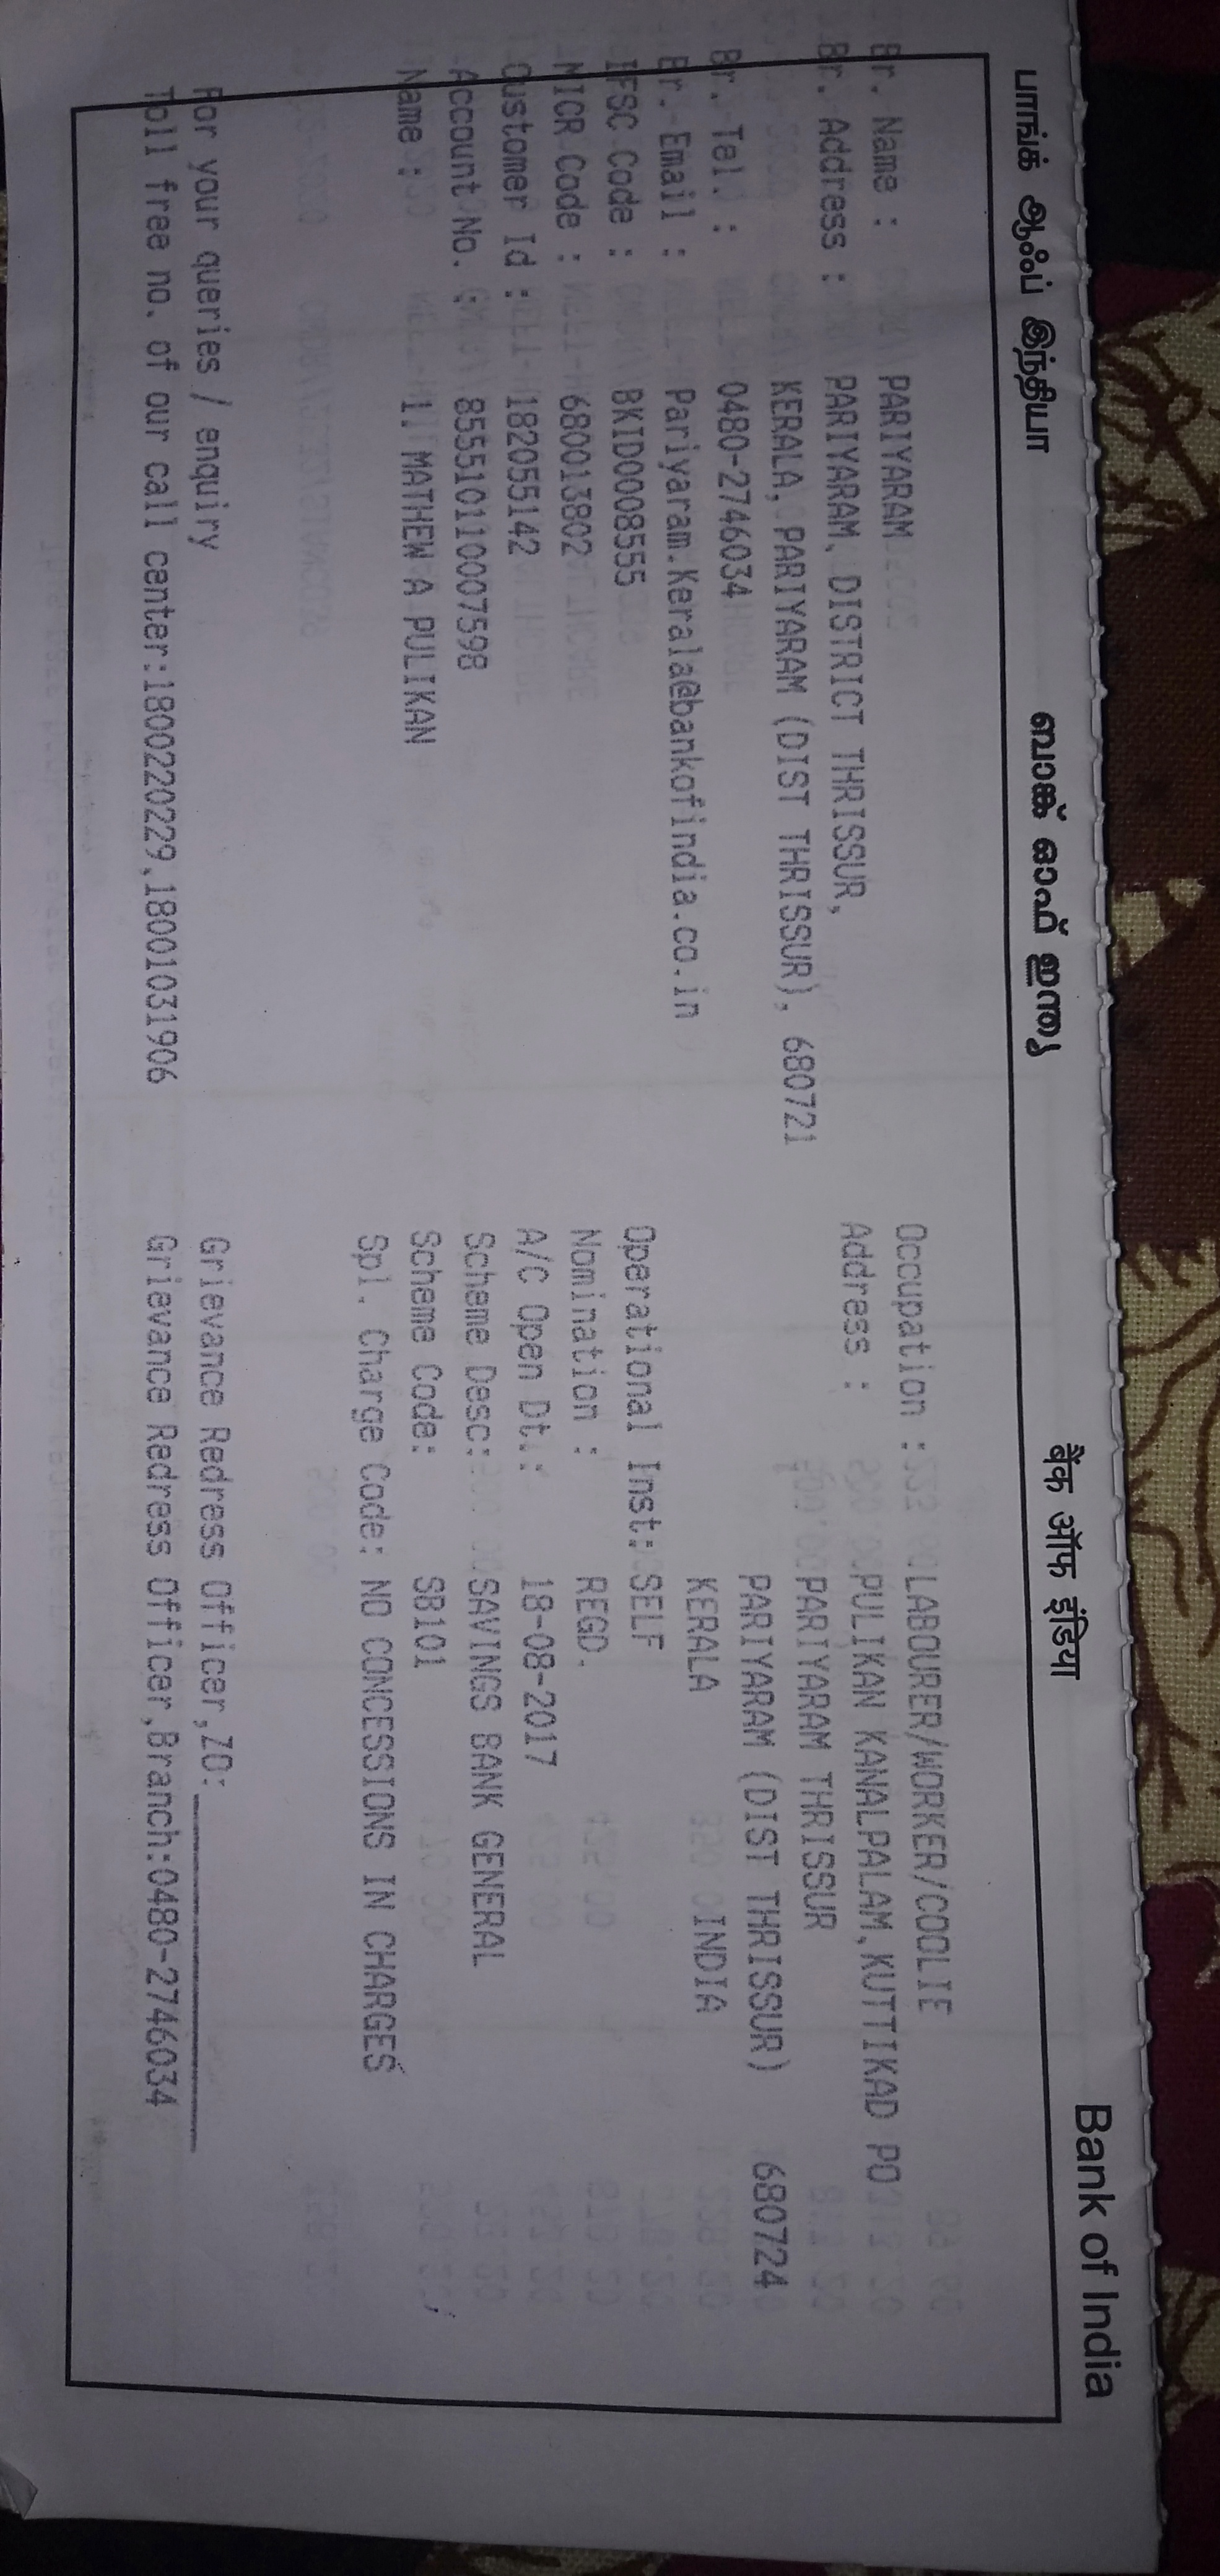 பாங்க் ஆஃப் இந்தியா ബാങ്ക് ഓഫ് ഇന്ത്യ बैंक ऑफ इंडिया Bank of India
Br. Name : PARIYARAM
Br. Address : PARIYARAM, DISTRICT THRISSUR,
KERALA, PARIYARAM (DIST THRISSUR), 680721
Br. Tel. : 0480-2746034
Br. Email : Pariyaram.Kerala@bankofindia.co.in
IFSC Code : BKID0008555
MICR Code : 680013802
Customer Id : 182055142
Account No. : 855510110007598
Name : 1. MATHEW A PULIKAN
For your queries / enquiry
Toll free no. of our call center:1800220229,18001031906
Occupation : LABOURER/WORKER/COOLIE
Address : PULIKAN KANALPALAM,KUTTIKAD PO
PARIYARAM THRISSUR
PARIYARAM (DIST THRISSUR) 680724
KERALA INDIA
Operational Inst: SELF
Nomination : REGD.
A/C Open Dt.: 18-08-2017
Scheme Desc: SAVINGS BANK GENERAL
Scheme Code: SB101
Spl. Charge Code: NO CONCESSIONS IN CHARGES
Grievance Redress Officer,ZO:
Grievance Redress Officer,Branch:0480-2746034